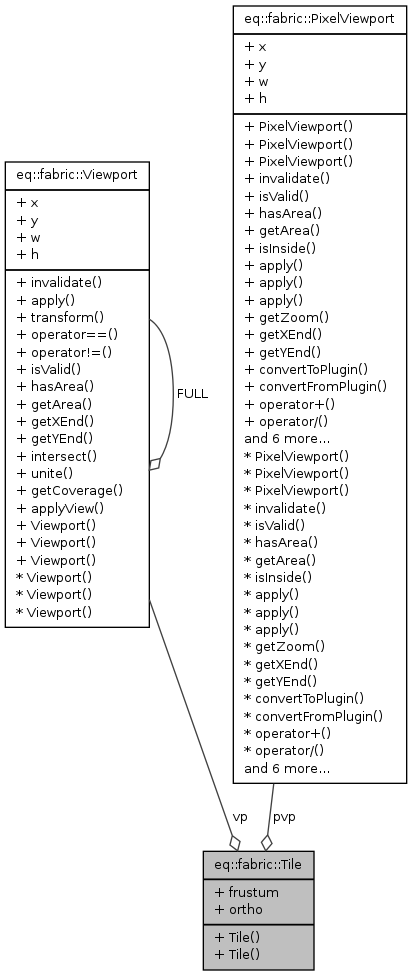 eq::fabric::PixelViewport
+ x
+ y
+ w
+ h
+ PixelViewport()
+ PixelViewport()
+ PixelViewport()
+ invalidate()
+ isValid()
+ hasArea()
+ getArea()
+ isInside()
+ apply()
+ apply()
+ apply()
+ getZoom()
+ getXEnd()
+ getYEnd()
+ convertToPlugin()
+ convertFromPlugin()
+ operator+()
+ operator/()
and 6 more...
* PixelViewport()
* PixelViewport()
* PixelViewport()
* invalidate()
* isValid()
* hasArea()
* getArea()
* isInside()
* apply()
* apply()
* apply()
* getZoom()
* getXEnd()
* getYEnd()
* convertToPlugin()
* convertFromPlugin()
* operator+()
* operator/()
and 6 more...
eq::fabric::Viewport
+ x
+ y
+ w
+ h
+ invalidate()
+ apply()
+ transform()
+ operator==()
+ operator!=()
+ isValid()
+ hasArea()
+ getArea()
+ getXEnd()
+ getYEnd()
+ intersect()
+ unite()
+ getCoverage()
+ applyView()
+ Viewport()
+ Viewport()
+ Viewport()
* Viewport()
* Viewport()
* Viewport()
FULL
vp
pvp
eq::fabric::Tile
+ frustum
+ ortho
+ Tile()
+ Tile()